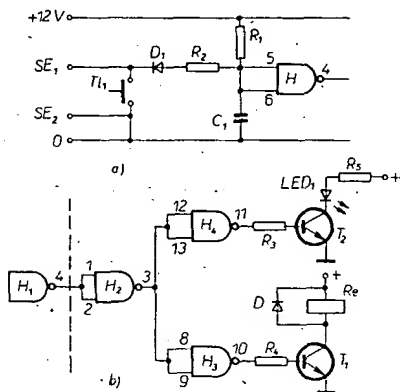 +12V
R1
SE1
D1
R2
5
H
4
Tl1
6
SE2
C1
0
a)
R5
+
LED1
12
H4
11
13
R3
T2
H1
4
1
H2
3
2
+
D
Re
8
H3
10
9
R4
T1
b)